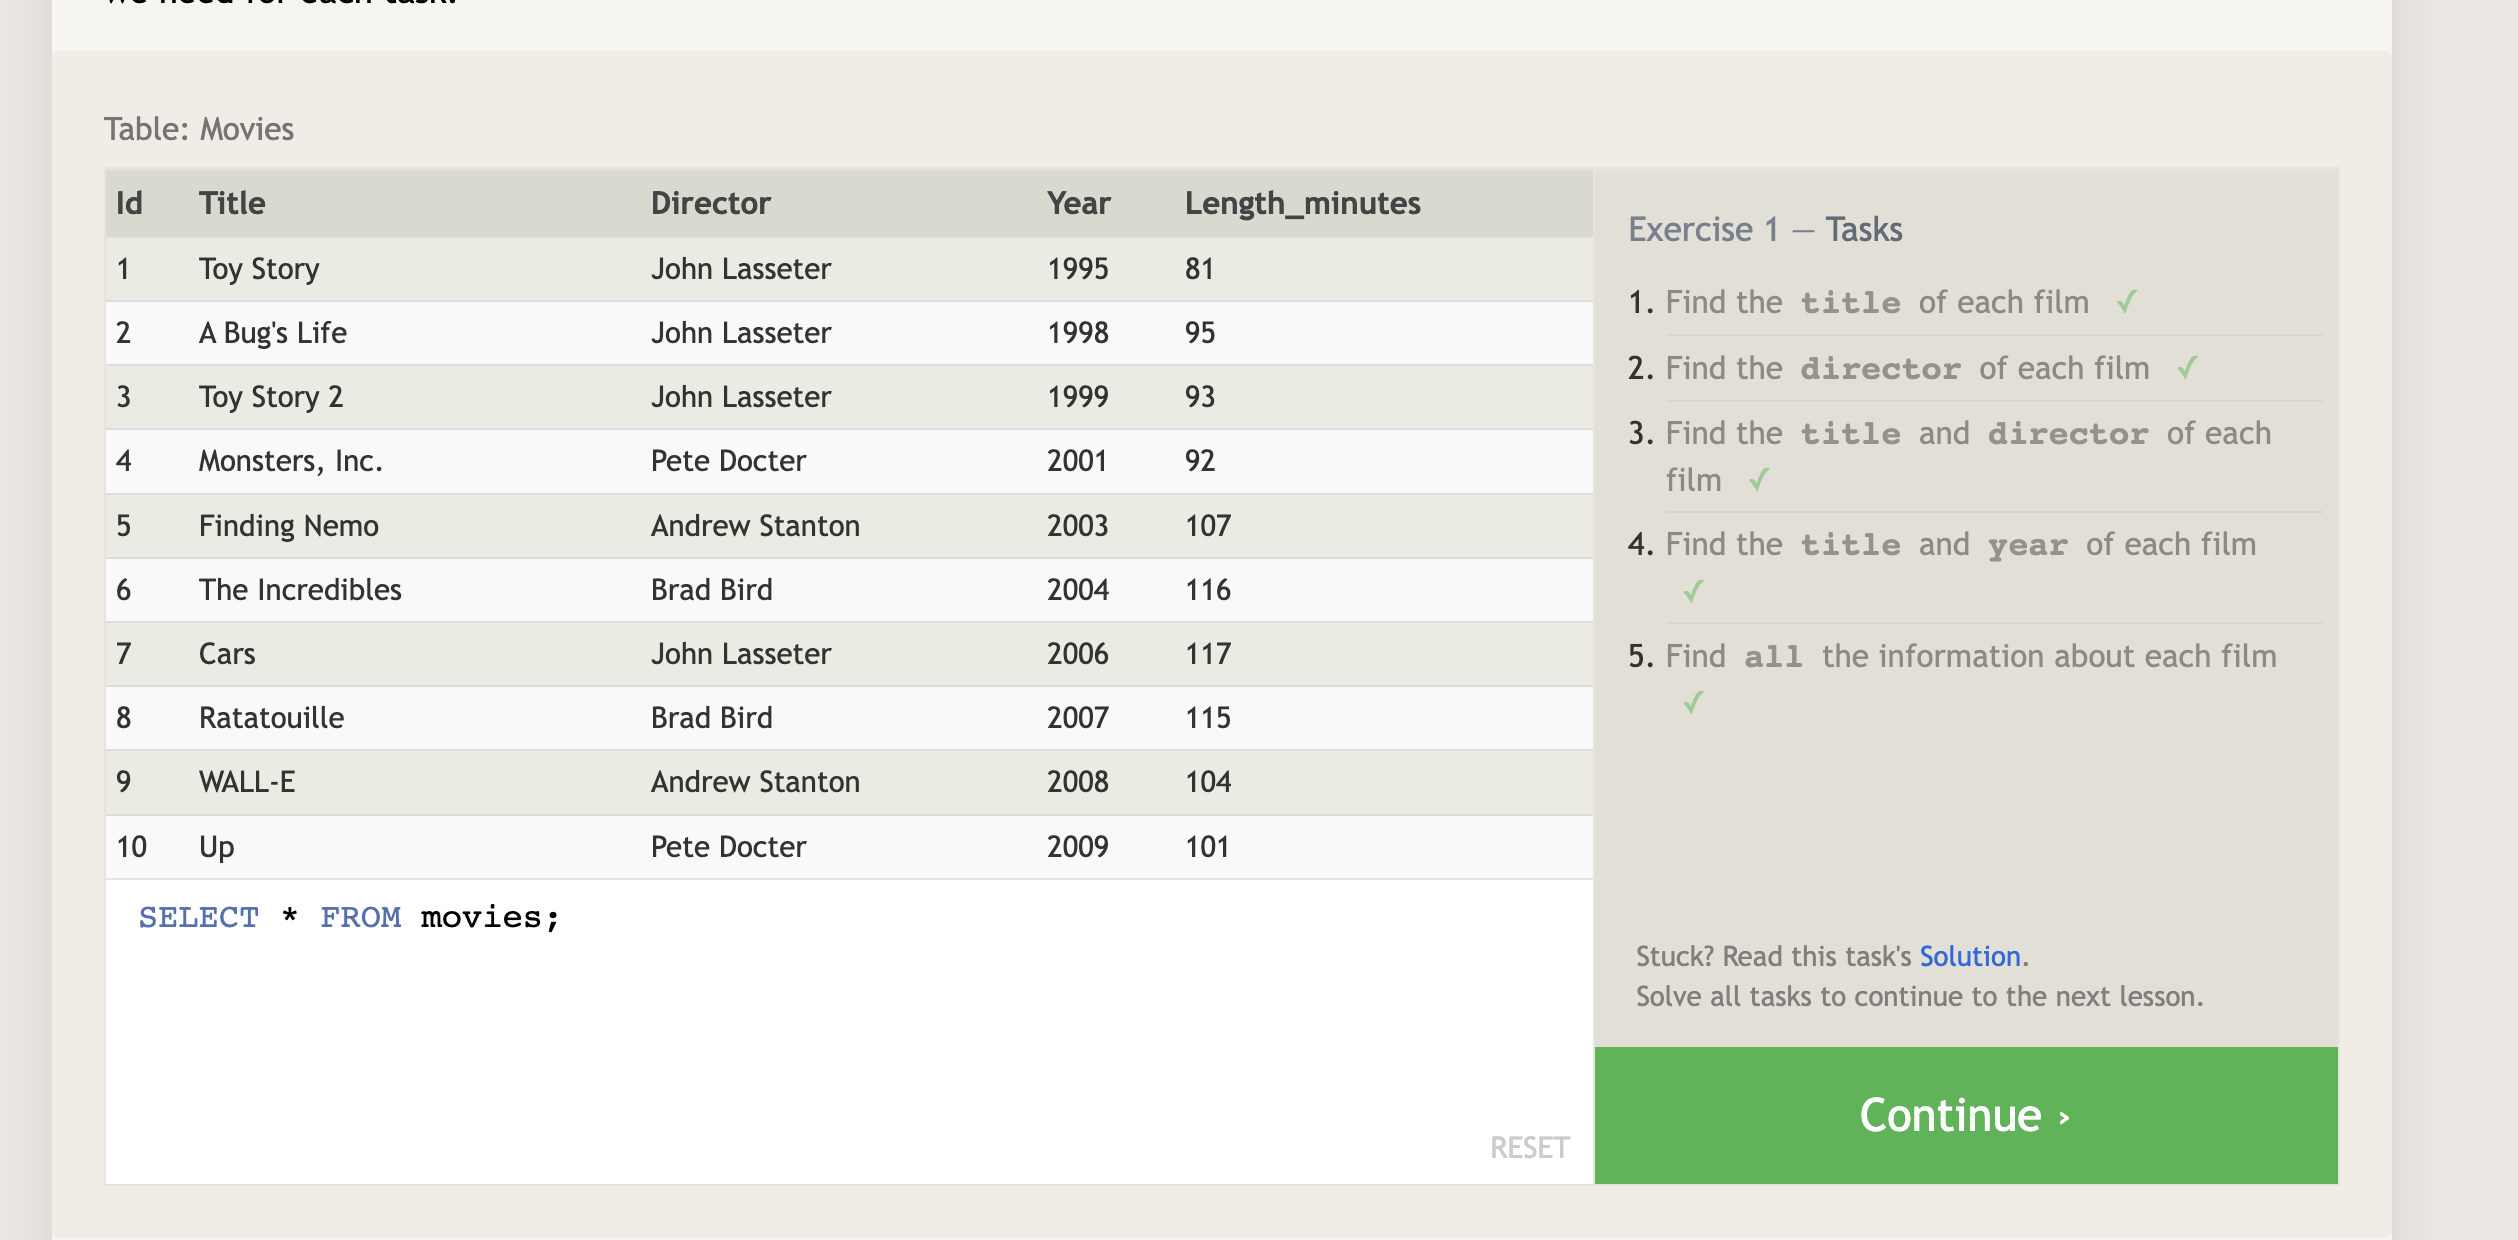 we need for each task.
Table: Movies
Id Title Director Year Length_minutes
1 Toy Story John Lasseter 1995 81
2 A Bug's Life John Lasseter 1998 95
3 Toy Story 2 John Lasseter 1999 93
4 Monsters, Inc. Pete Docter 2001 92
5 Finding Nemo Andrew Stanton 2003 107
6 The Incredibles Brad Bird 2004 116
7 Cars John Lasseter 2006 117
8 Ratatouille Brad Bird 2007 115
9 WALL-E Andrew Stanton 2008 104
10 Up Pete Docter 2009 101
SELECT * FROM movies;
RESET
Exercise 1 — Tasks
1. Find the title of each film ✓
2. Find the director of each film ✓
3. Find the title and director of each
film ✓
4. Find the title and year of each film
✓
5. Find all the information about each film
✓
Stuck? Read this task's Solution.
Solve all tasks to continue to the next lesson.
Continue ›